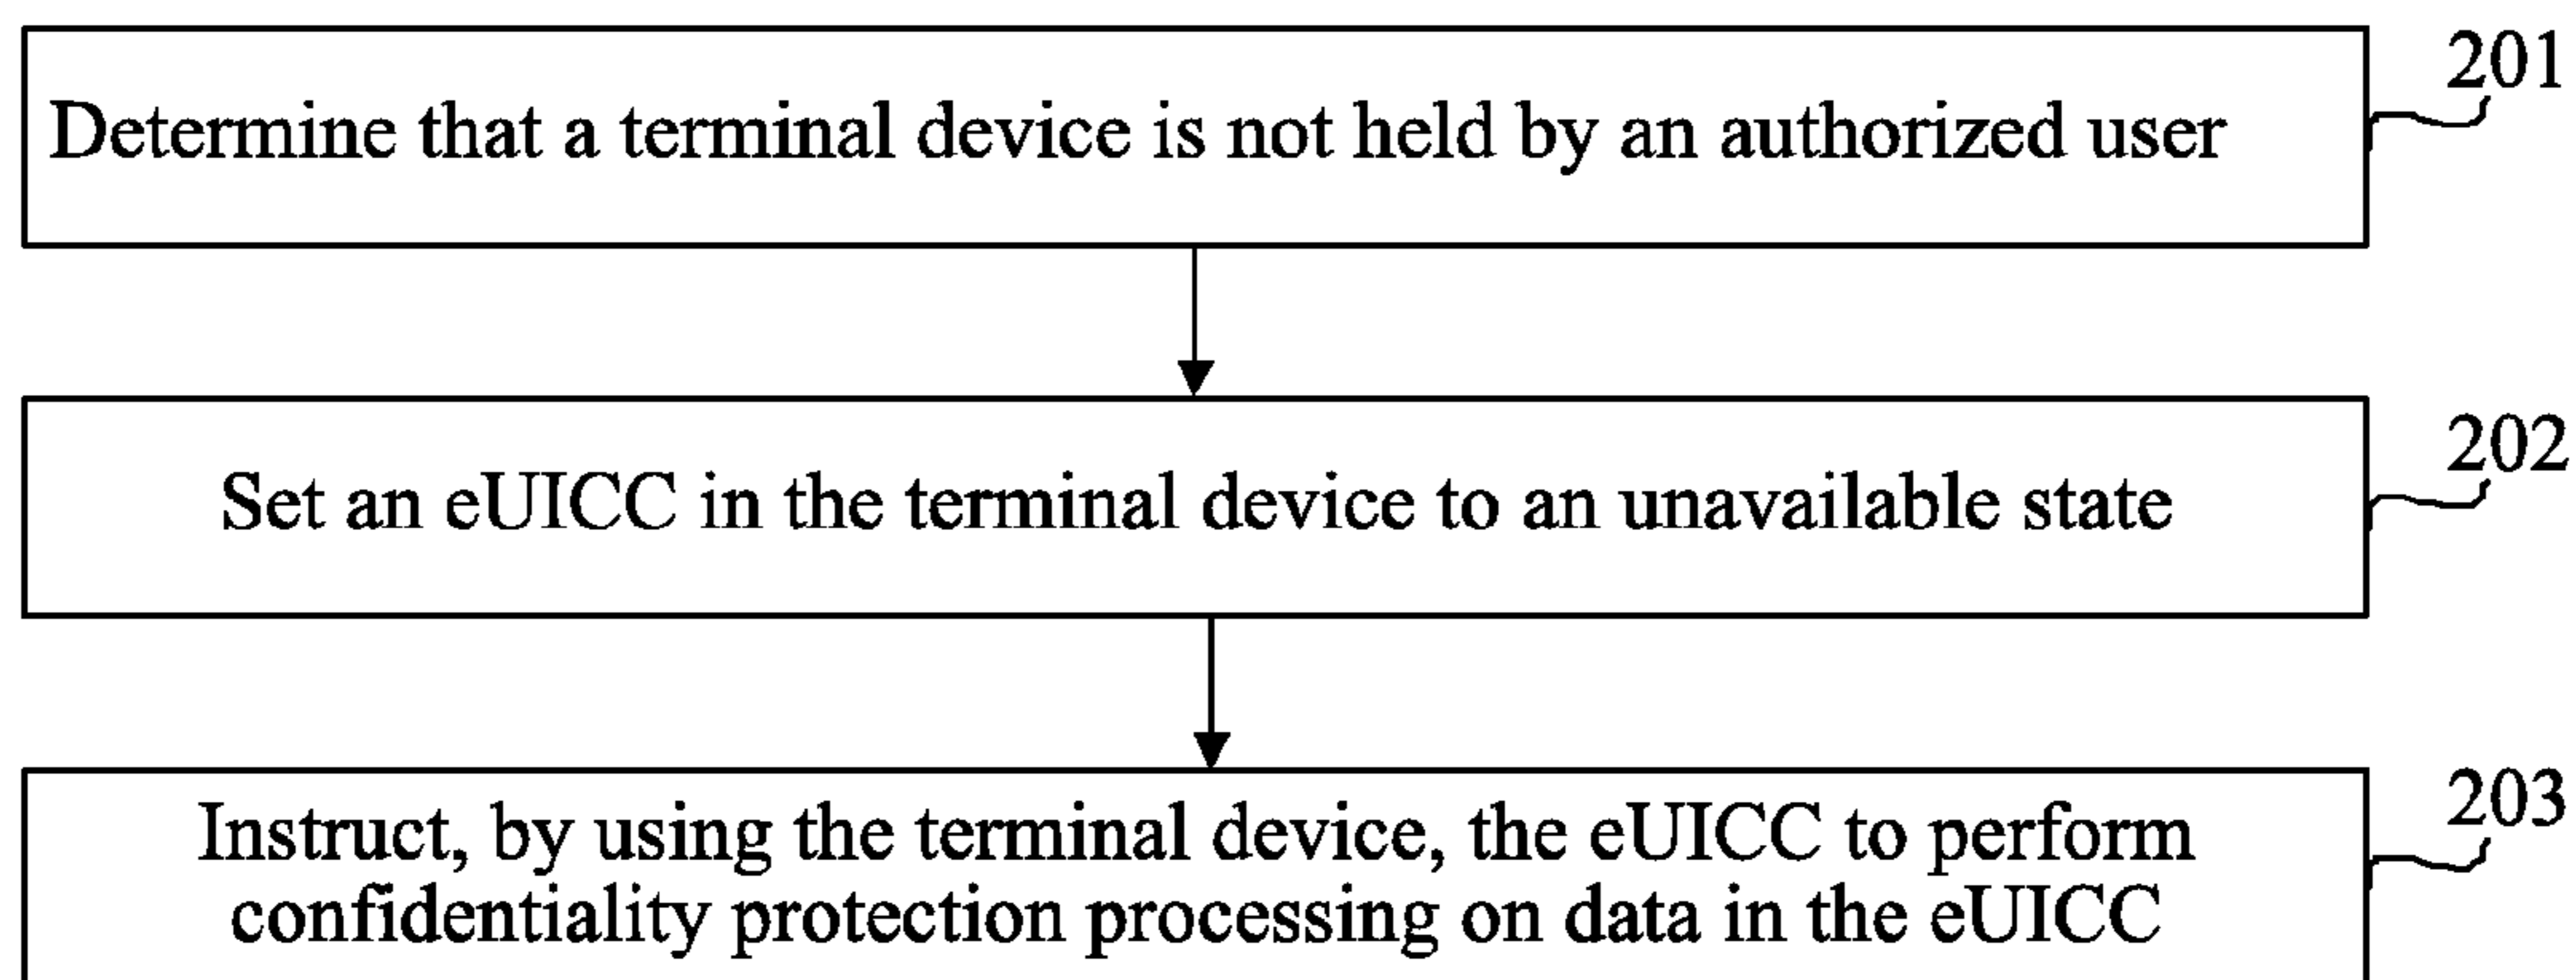 201
Determine that a terminal device is not held by an authorized user
202
Set an eUICC in the terminal device to an unavailable state
203
Instruct, by using the terminal device, the eUICC to perform
confidentiality protection processing on data in the eUICC